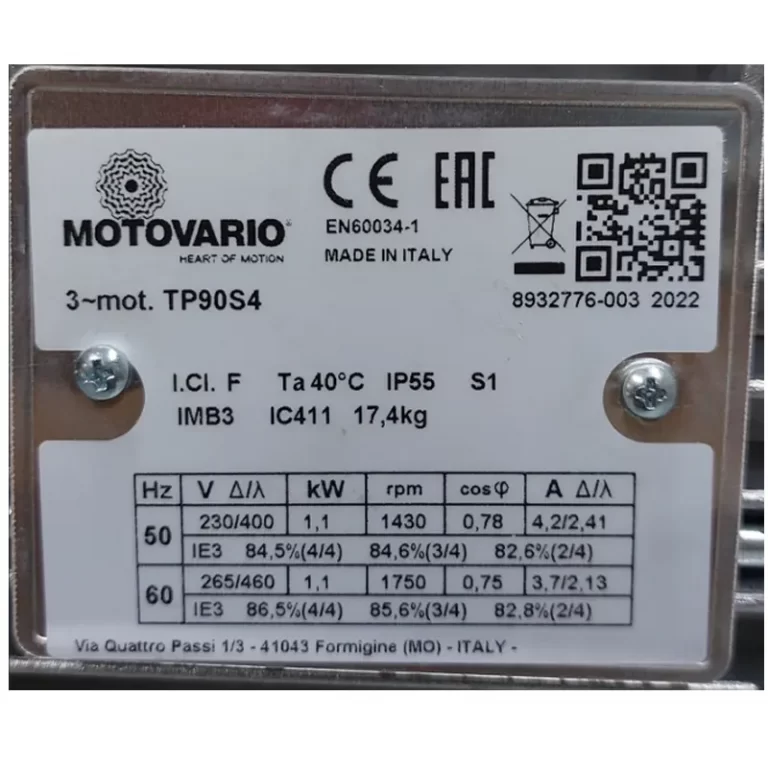 MOTOVARIO®
HEART OF MOTION
CE EAC
EN60034-1
MADE IN ITALY
3~mot. TP90S4
8932776-003 2022
I.Cl. F Ta 40°C IP55 S1
IMB3 IC411 17,4kg
Hz V Δ/λ kW rpm cosφ A Δ/λ
50 230/400 1,1 1430 0,78 4,2/2,41
IE3 84,5%(4/4) 84,6%(3/4) 82,6%(2/4)
60 265/460 1,1 1750 0,75 3,7/2,13
IE3 86,5%(4/4) 85,6%(3/4) 82,8%(2/4)
Via Quattro Passi 1/3 - 41043 Formigine (MO) - ITALY -